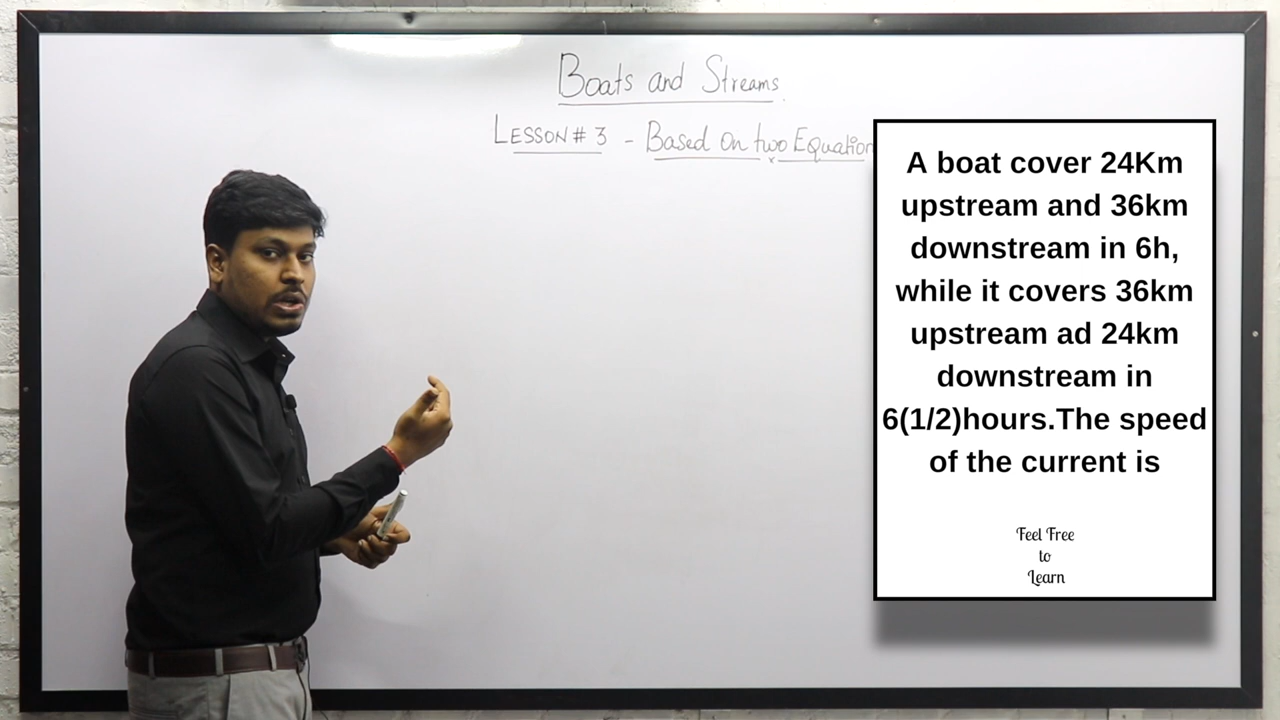 Boats and Streams.
LESSON # 3 - Based on two Equation
A boat cover 24Km
upstream and 36km
downstream in 6h,
while it covers 36km
upstream ad 24km
downstream in
6(1/2)hours.The speed
of the current is
Feel Free
to
Learn